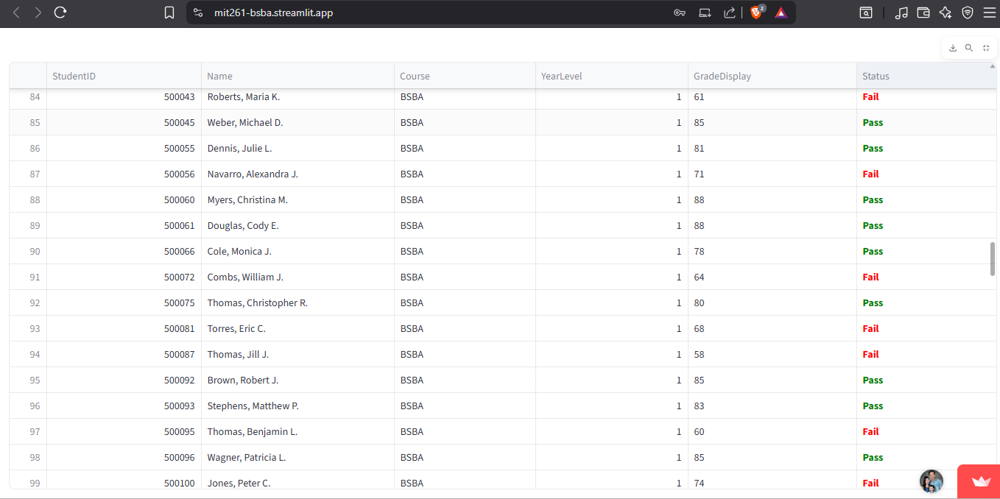 mit261-bsba.streamlit.app 2
StudentID Name Course YearLevel GradeDisplay Status
84 500043 Roberts, Maria K. BSBA 1 61 Fail
85 500045 Weber, Michael D. BSBA 1 85 Pass
86 500055 Dennis, Julie L. BSBA 1 81 Pass
87 500056 Navarro, Alexandra J. BSBA 1 71 Fail
88 500060 Myers, Christina M. BSBA 1 88 Pass
89 500061 Douglas, Cody E. BSBA 1 88 Pass
90 500066 Cole, Monica J. BSBA 1 78 Pass
91 500072 Combs, William J. BSBA 1 64 Fail
92 500075 Thomas, Christopher R. BSBA 1 80 Pass
93 500081 Torres, Eric C. BSBA 1 68 Fail
94 500087 Thomas, Jill J. BSBA 1 58 Fail
95 500092 Brown, Robert J. BSBA 1 85 Pass
96 500093 Stephens, Matthew P. BSBA 1 83 Pass
97 500095 Thomas, Benjamin L. BSBA 1 60 Fail
98 500096 Wagner, Patricia L. BSBA 1 85 Pass
99 500100 Jones, Peter C. BSBA 1 74 Fail